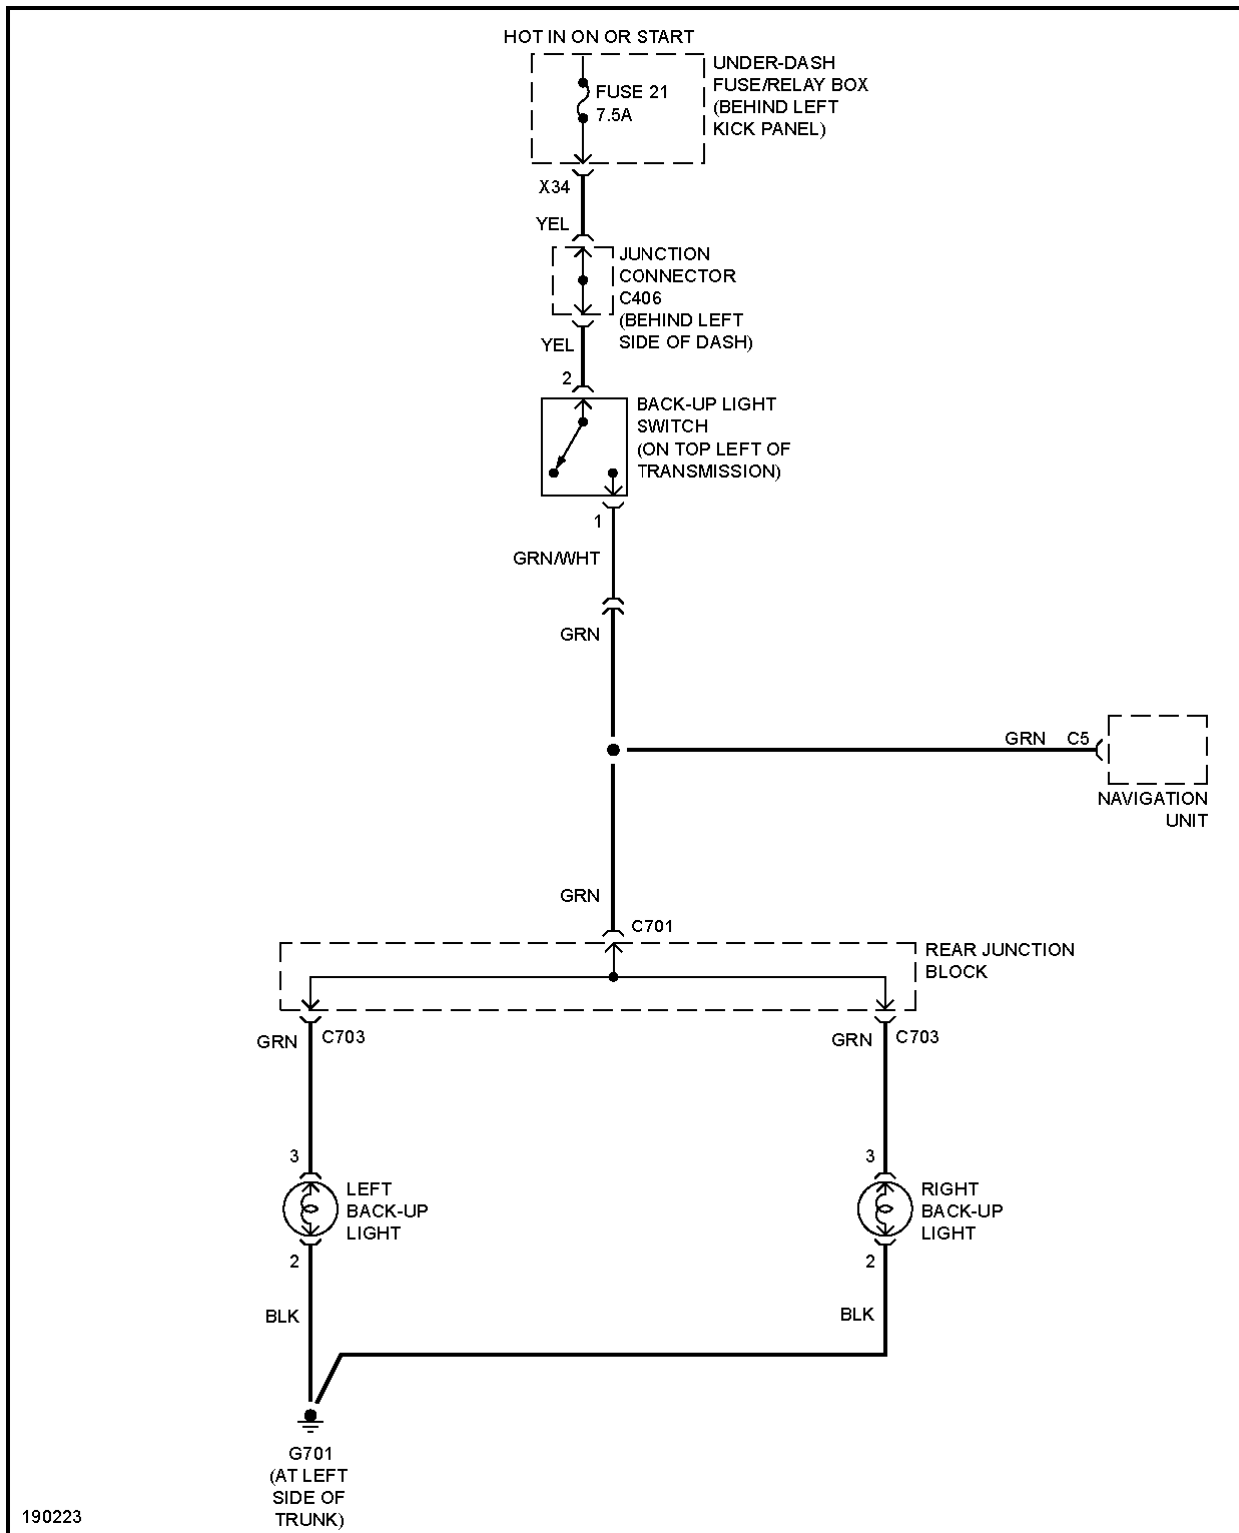 HOT IN ON OR START
UNDER-DASH
FUSE/RELAY BOX
(BEHIND LEFT
KICK PANEL)
FUSE 21
7.5A
X34
YEL
JUNCTION
CONNECTOR
C406
(BEHIND LEFT
SIDE OF DASH)
YEL
2
BACK-UP LIGHT
SWITCH
(ON TOP LEFT OF
TRANSMISSION)
1
GRN/WHT
GRN
GRN C5
NAVIGATION
UNIT
GRN
C701
REAR JUNCTION
BLOCK
GRN C703
GRN C703
3
LEFT
BACK-UP
LIGHT
2
BLK
3
RIGHT
BACK-UP
LIGHT
2
BLK
G701
(AT LEFT
SIDE OF
TRUNK)
190223